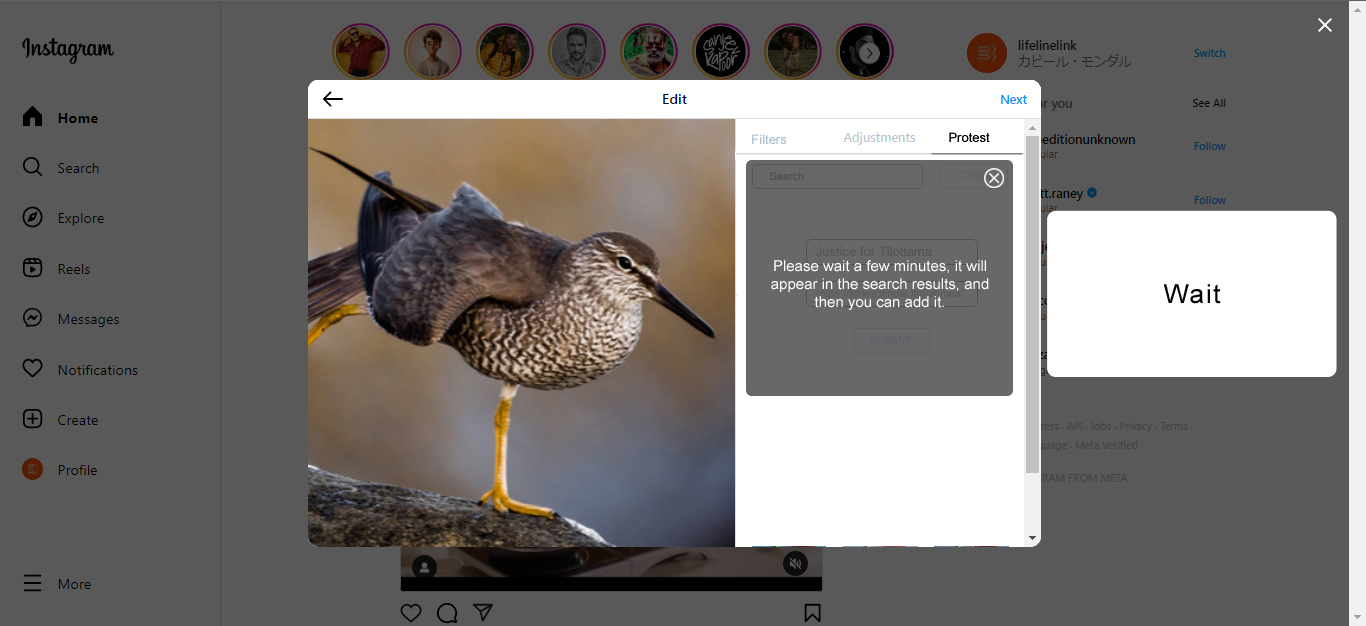 Instagram
Home
Search
Explore
Reels
Messages
Notifications
Create
Profile
More
Edit
Next
Filters
Adjustments
Protest
Search
Justice for Tilottama
Please wait a few minutes, it will
appear in the search results, and
then you can add it.
SUBMIT
lifelinelink
カビール・モンダル
Switch
or you
See All
editionunknown
ular
Follow
tt.raney
ular
Follow
Wait
ress · API · Jobs · Privacy · Terms ·
uage · Meta Verified
RAM FROM META